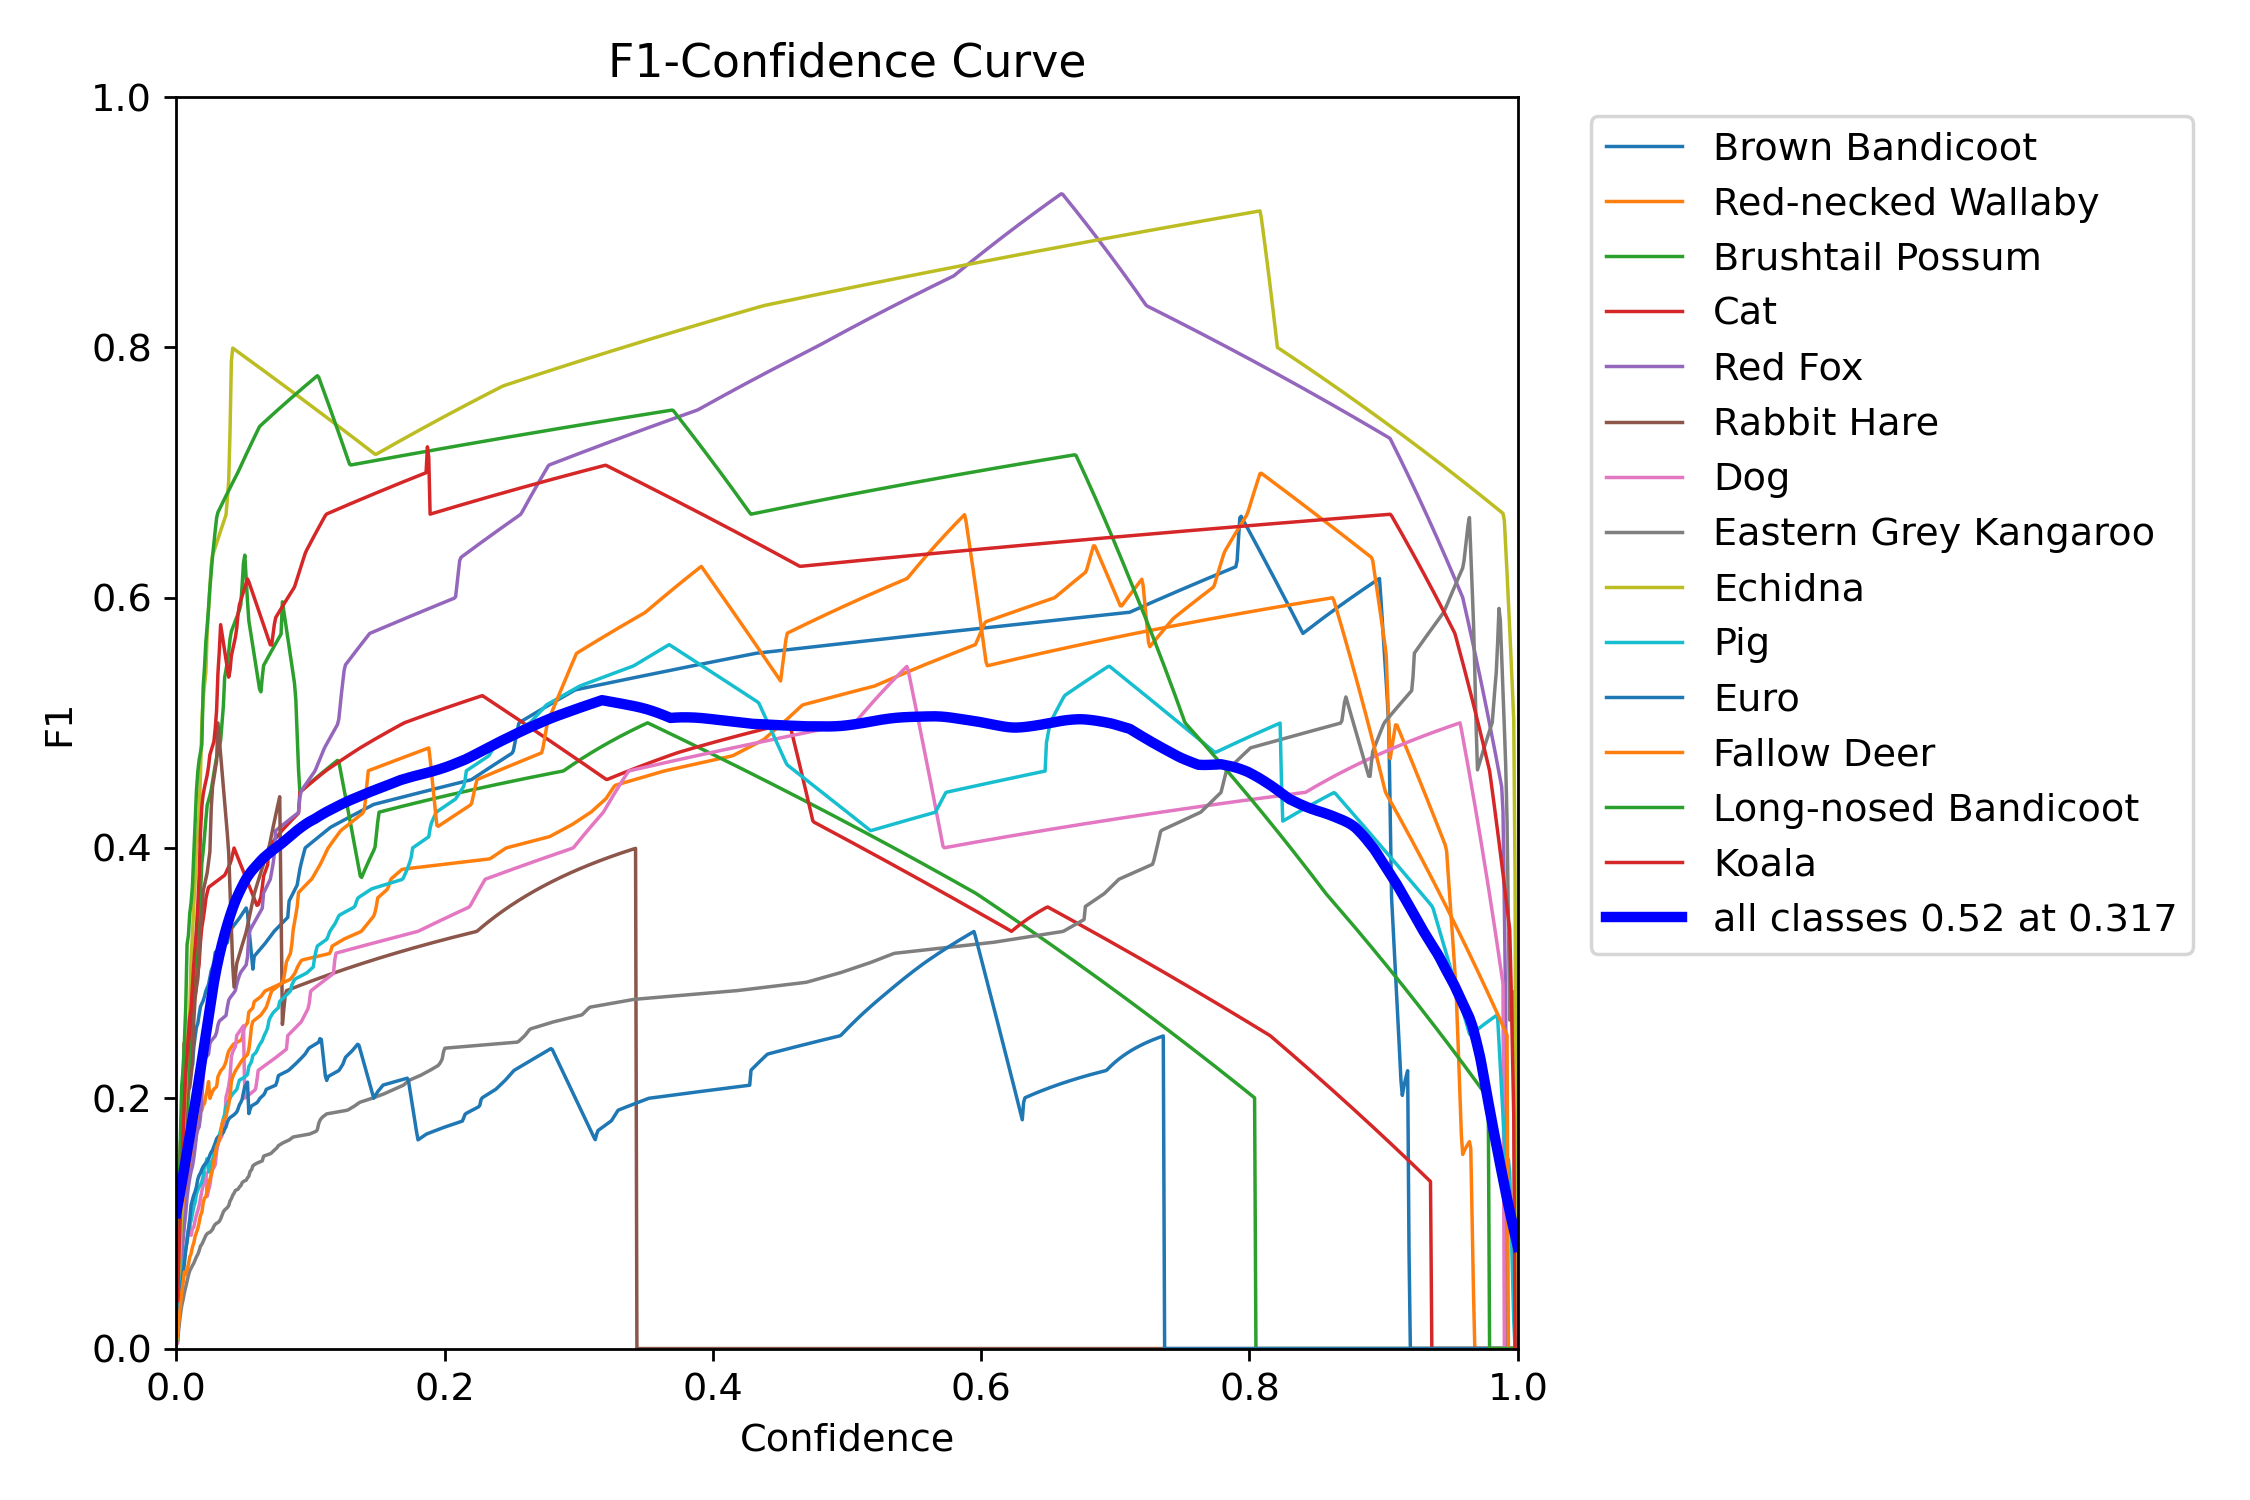 F1-Confidence Curve
1.0
0.8
0.6
0.4
0.2
0.0
F1
0.0 0.2 0.4 0.6 0.8 1.0
Confidence
Brown Bandicoot
Red-necked Wallaby
Brushtail Possum
Cat
Red Fox
Rabbit Hare
Dog
Eastern Grey Kangaroo
Echidna
Pig
Euro
Fallow Deer
Long-nosed Bandicoot
Koala
all classes 0.52 at 0.317